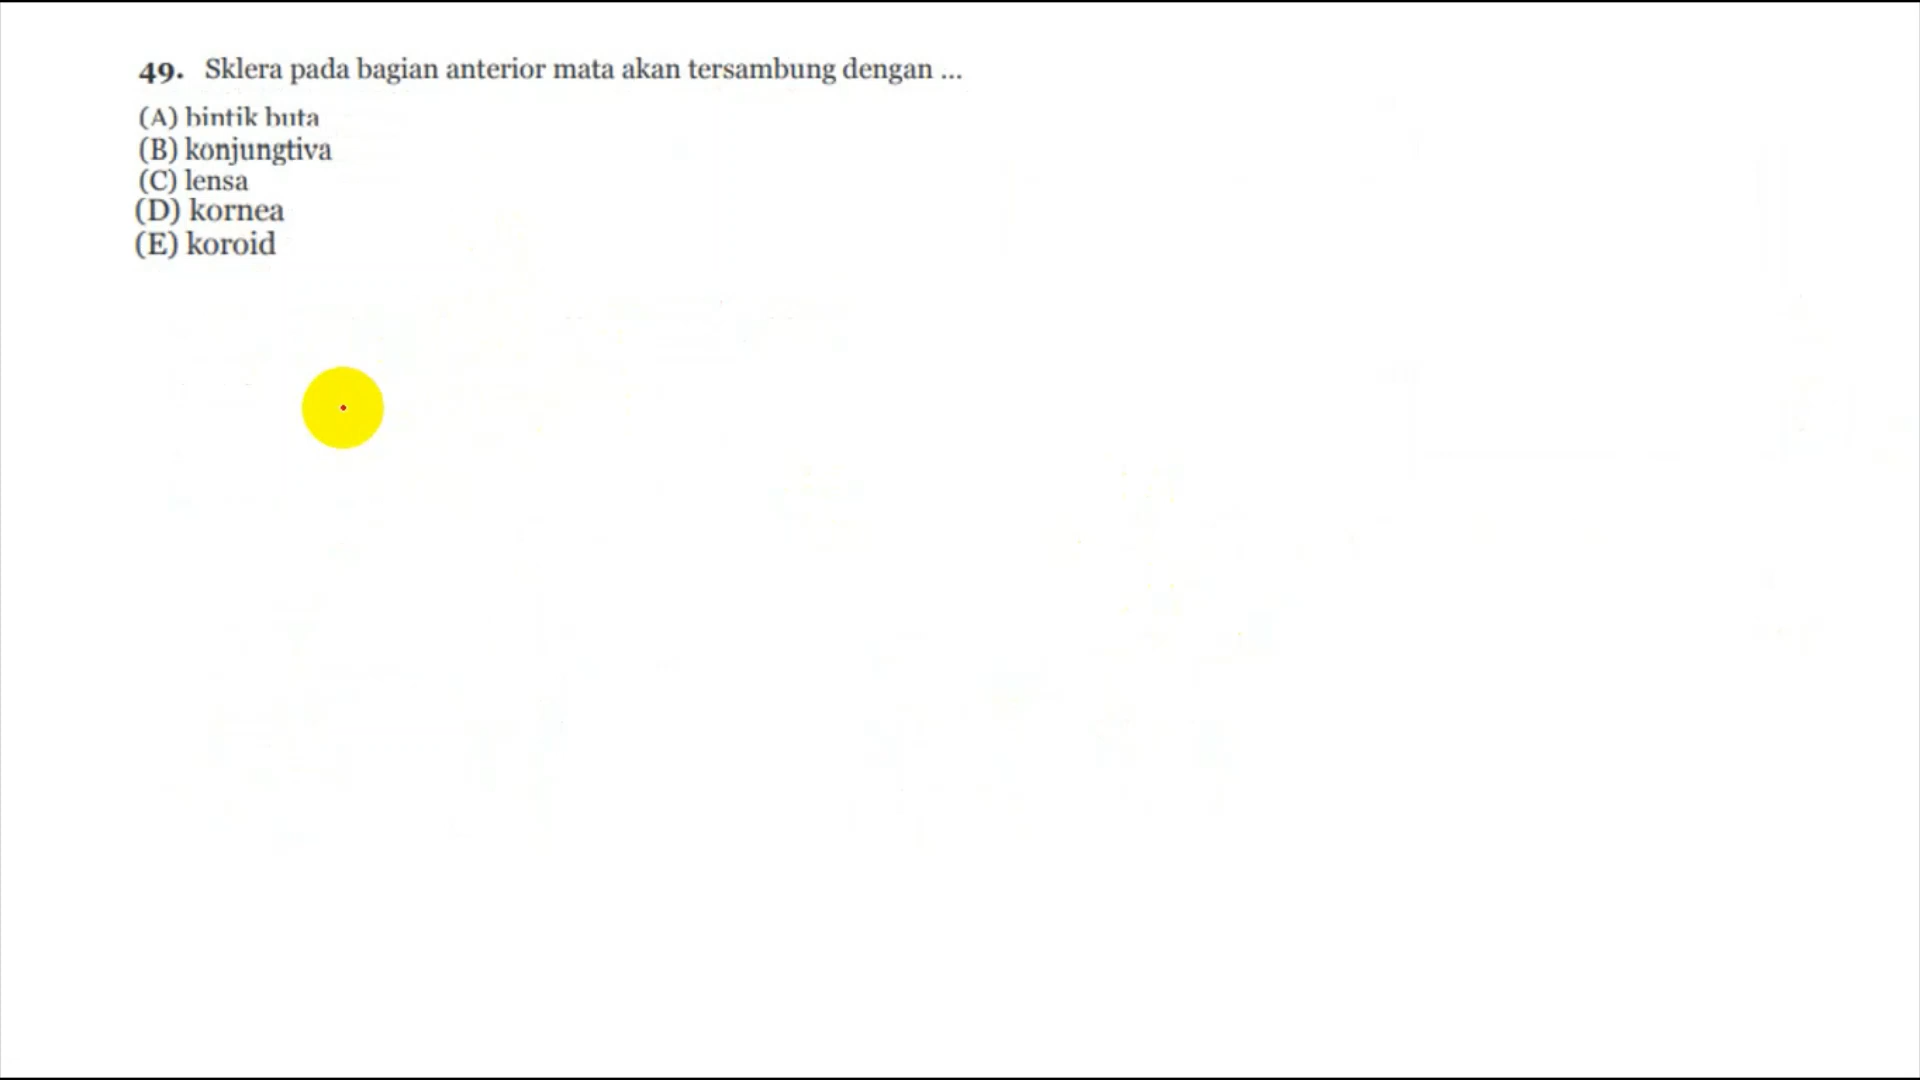 49. Sklera pada bagian anterior mata akan tersambung dengan ...
(A) bintik buta
(B) konjungtiva
(C) lensa
(D) kornea
(E) koroid